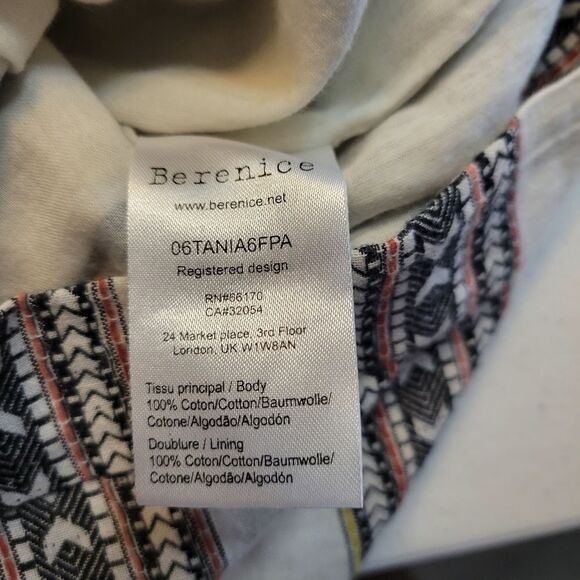 Berenice
www.berenice.net
06TANIA6FPA
Registered design
RN#66170
CA#32054
24 Market place, 3rd Floor
London, UK W1W8AN
Tissu principal / Body
100% Coton/Cotton/Baumwolle/
Cotone/Algodão/Algodón
Doublure / Lining
100% Coton/Cotton/Baumwolle/
Cotone/Algodão/Algodón